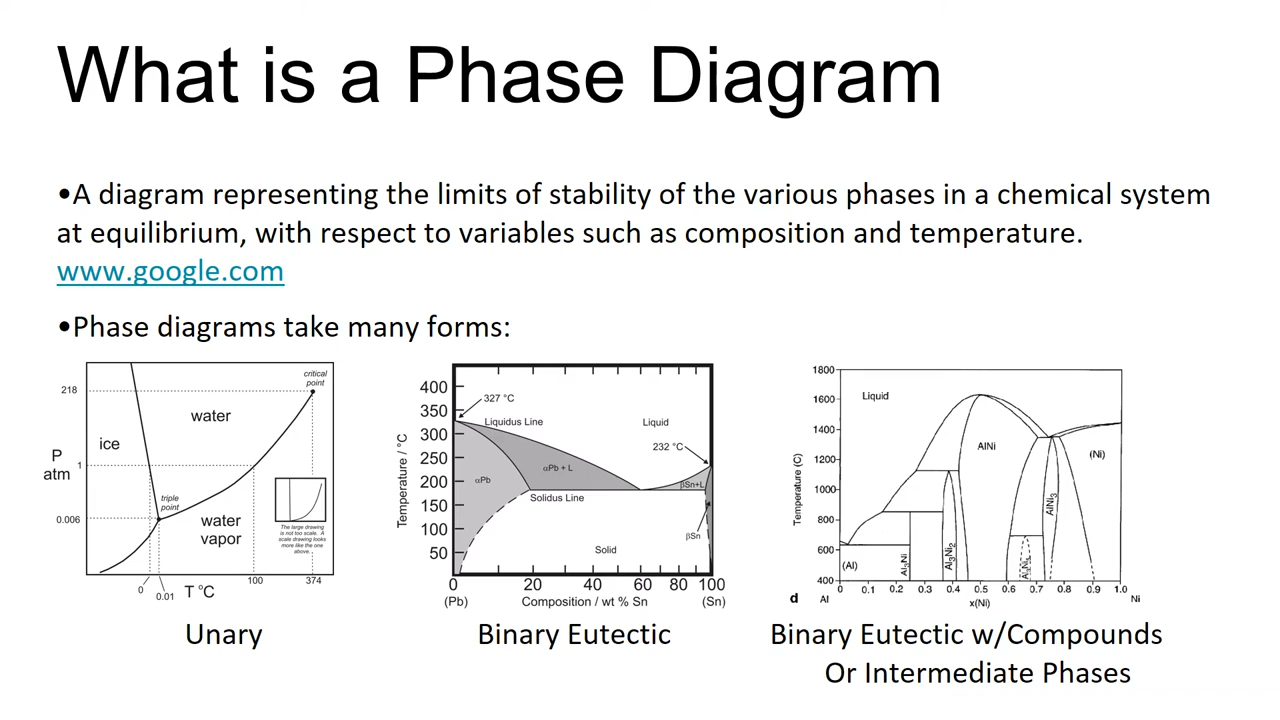 What is a Phase Diagram
•A diagram representing the limits of stability of the various phases in a chemical system
at equilibrium, with respect to variables such as composition and temperature.
www.google.com
•Phase diagrams take many forms:
critical
point
218
water
ice
P
atm
1
triple
point
0.006
water
vapor
The large drawing
is not too scale. A
scale drawing looks
more like the one
above.
0
0.01
T °C
100
374
Unary
Temperature / °C
400
350
300
250
200
150
100
50
327 °C
Liquidus Line
Liquid
232 °C
αPb + L
αPb
βSn+L
Solidus Line
βSn
Solid
0
20
40
60
80
100
(Pb)
Composition / wt % Sn
(Sn)
Binary Eutectic
Temperature (C)
1800
1600
1400
1200
1000
800
600
400
Liquid
AlNi
(Ni)
AlNi3
Al3Ni2
Al3Ni
(Al)
0
0.1
0.2
0.3
0.4
0.5
0.6
0.7
0.8
0.9
1.0
d
Al
x(Ni)
Ni
Binary Eutectic w/Compounds
Or Intermediate Phases